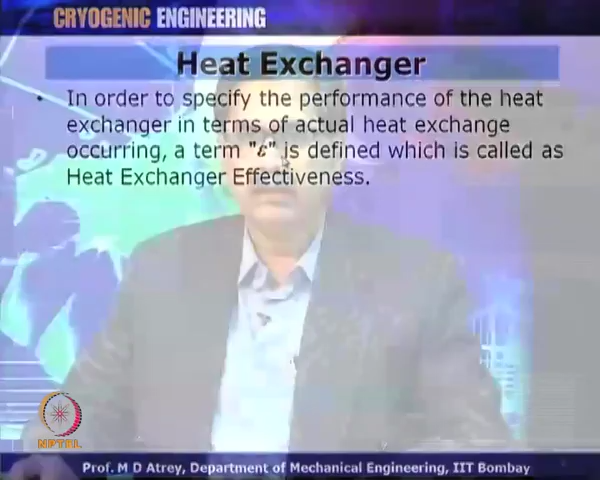 CRYOGENIC ENGINEERING
Heat Exchanger
• In order to specify the performance of the heat
exchanger in terms of actual heat exchange
occurring, a term "ε" is defined which is called as
Heat Exchanger Effectiveness.
NPTEL
Prof. M D Atrey, Department of Mechanical Engineering, IIT Bombay